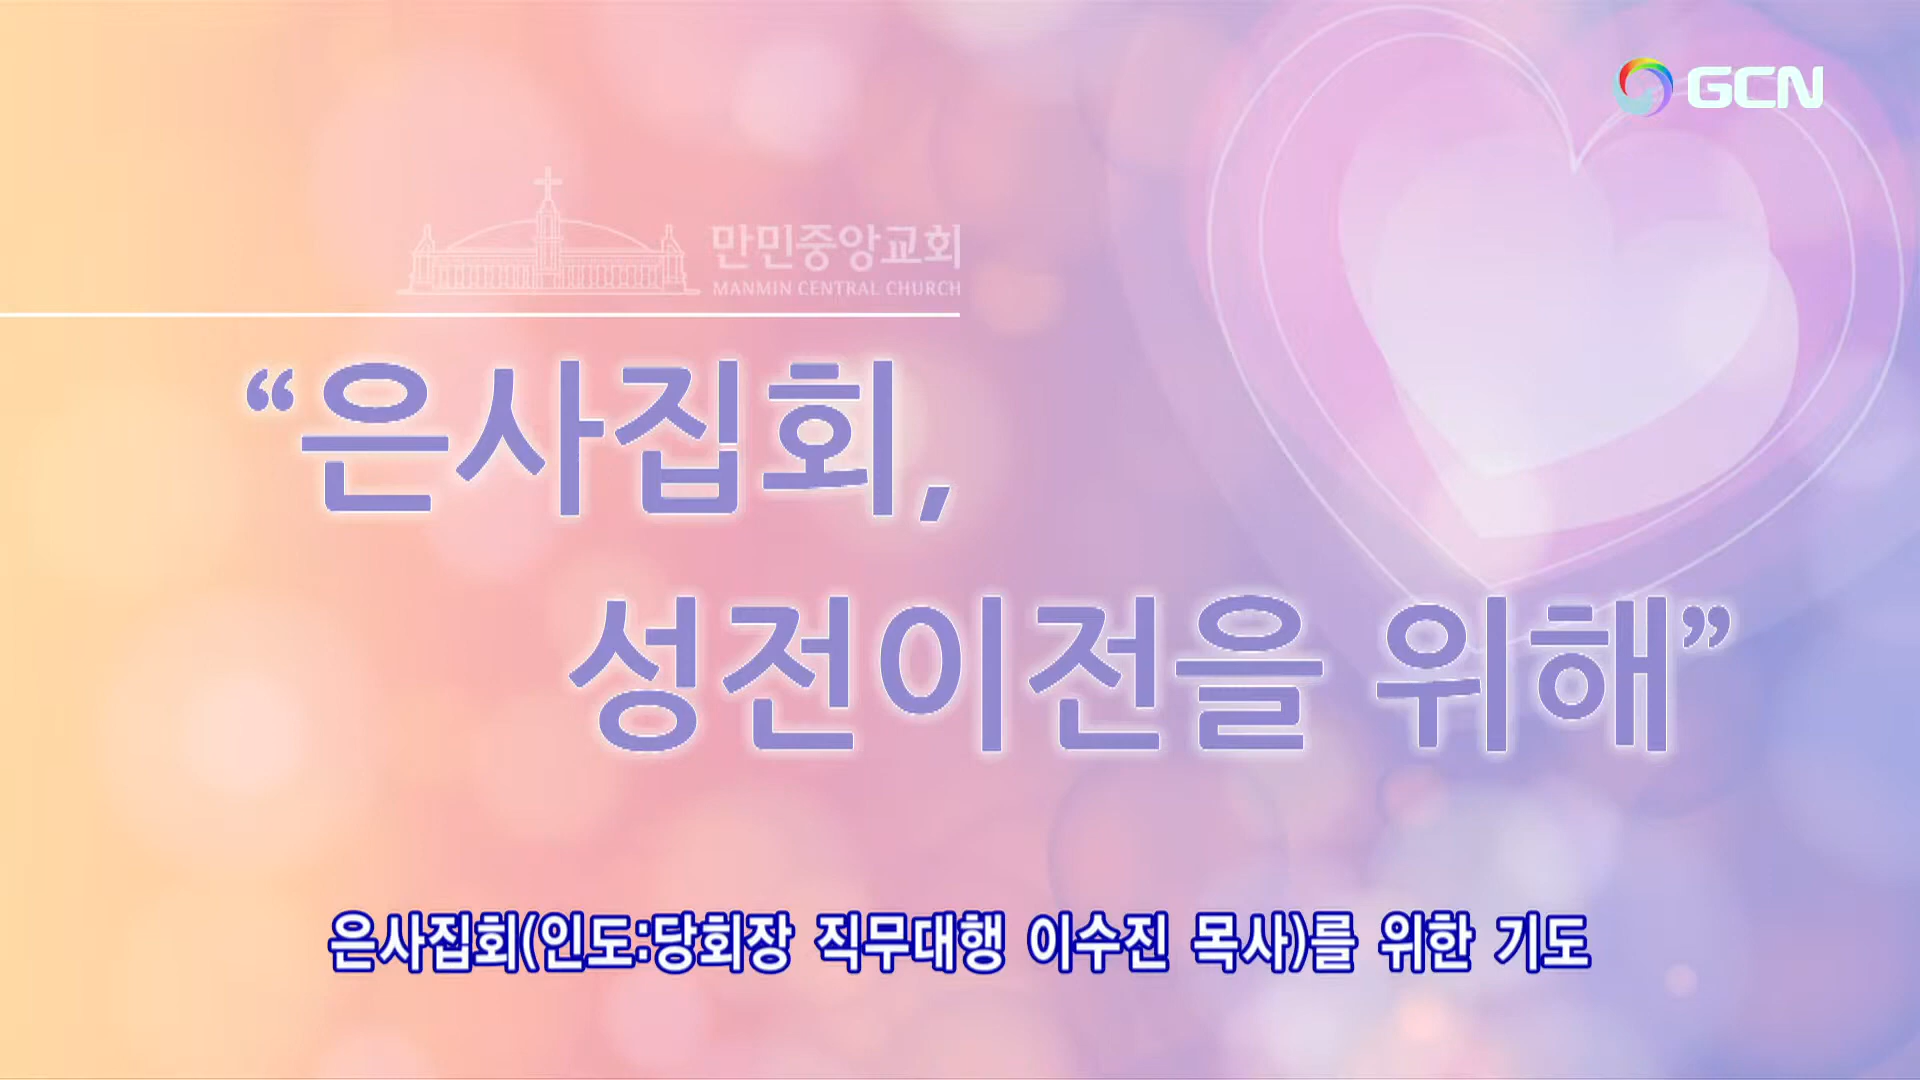 GCN
만민중앙교회
MANMIN CENTRAL CHURCH
“은사집회,
성전이전을 위해”
은사집회(인도:당회장 직무대행 이수진 목사)를 위한 기도